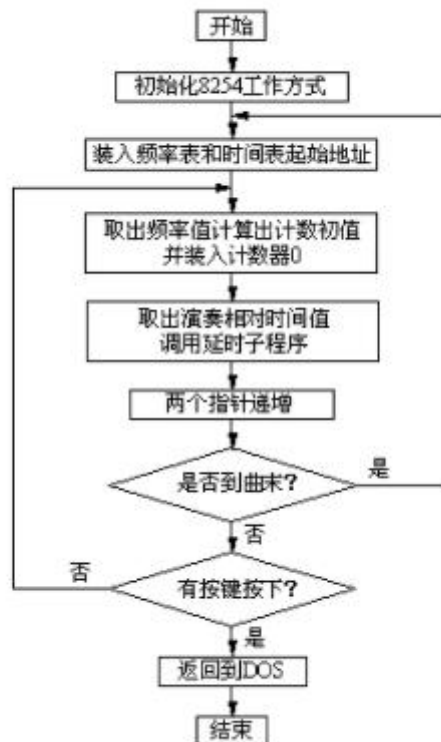 开始
初始化8254工作方式
装入频率表和时间表起始地址
取出频率值计算出计数初值
并装入计数器0
取出演奏相对时间值
调用延时子程序
两个指针递增
是否到曲末？
是
否
有按键按下？
否
是
返回到DOS
结束